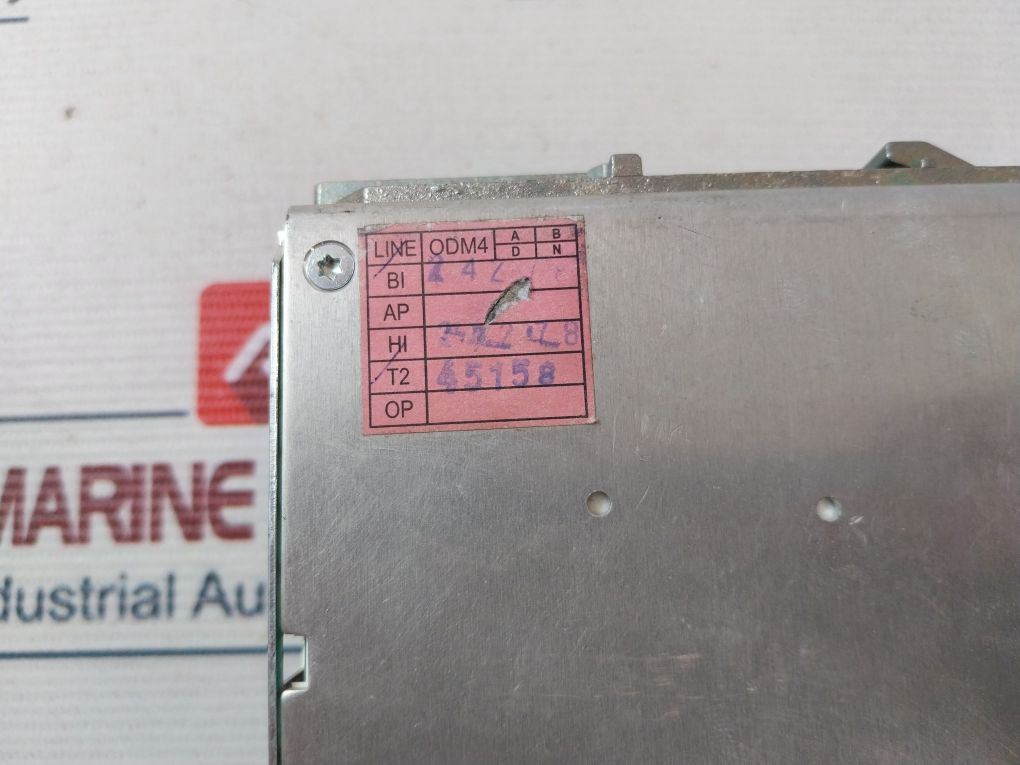 LINE ODM4 A B
D N
BI
AP
HI
T2 45158
OP
MARINE
dustrial Au